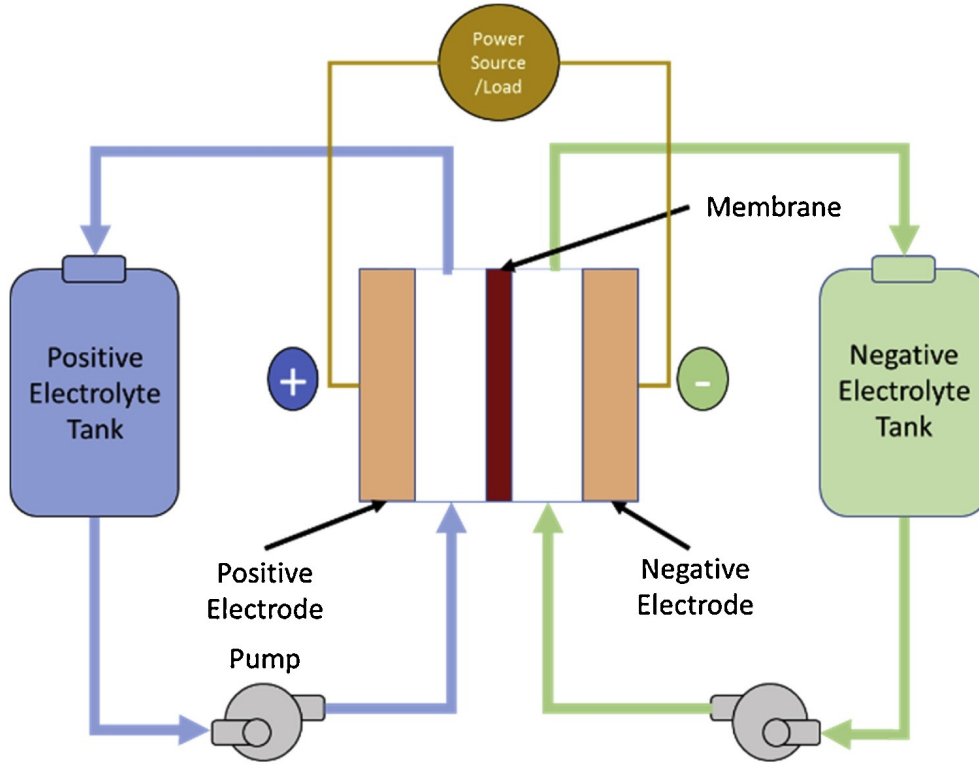 Power
Source
/Load
Membrane
Positive
Electrolyte
Tank
+
-
Negative
Electrolyte
Tank
Positive
Electrode
Negative
Electrode
Pump